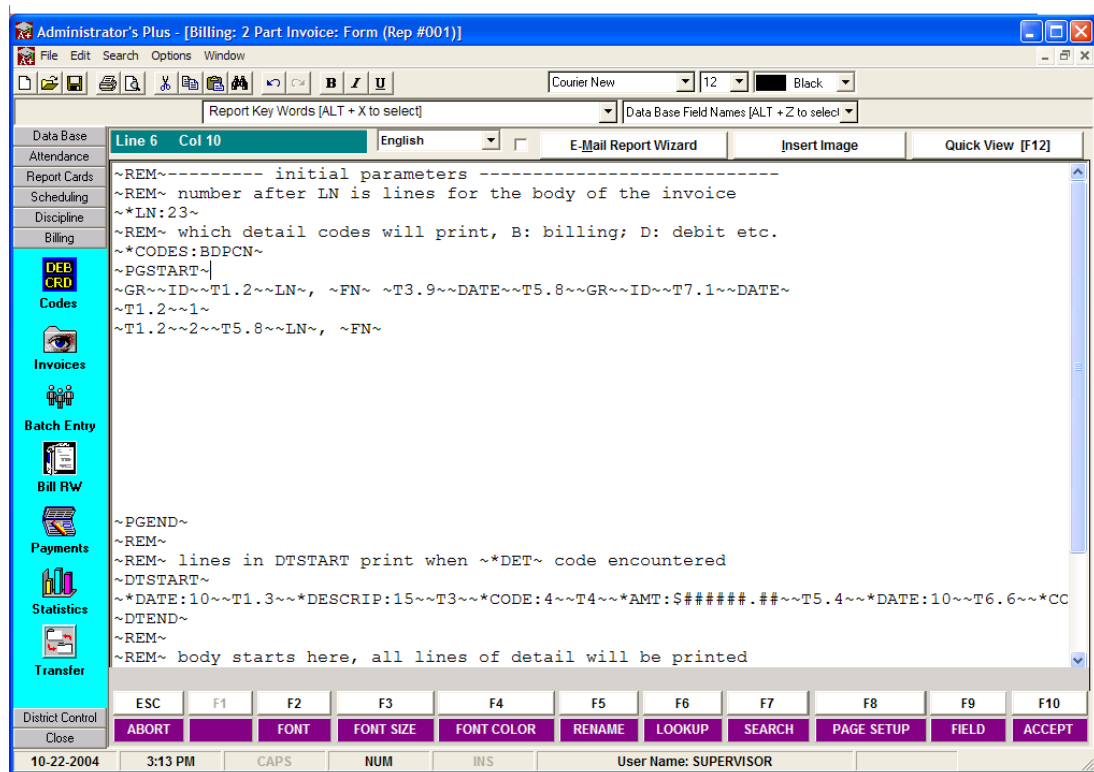 Administrator's Plus - [Billing: 2 Part Invoice: Form (Rep #001)]
File Edit Search Options Window
B I U Courier New 12 Black
Report Key Words [ALT + X to select] Data Base Field Names [ALT + Z to select
Data Base
Attendance
Report Cards
Scheduling
Discipline
Billing
DEB
CRD
Codes
Invoices
Batch Entry
Bill RW
Payments
Statistics
Transfer
District Control
Close
Line 6 Col 10 English E-Mail Report Wizard Insert Image Quick View [F12]
~REM~--------- initial parameters ----------------------------
~REM~ number after LN is lines for the body of the invoice
~*LN:23~
~REM~ which detail codes will print, B: billing; D: debit etc.
~*CODES:BDPCN~
~PGSTART~
~GR~~ID~~T1.2~~LN~, ~FN~ ~T3.9~~DATE~~T5.8~~GR~~ID~~T7.1~~DATE~
~T1.2~~1~
~T1.2~~2~~T5.8~~LN~, ~FN~
~PGEND~
~REM~
~REM~ lines in DTSTART print when ~*DET~ code encountered
~DTSTART~
~*DATE:10~~T1.3~~*DESCRIP:15~~T3~~*CODE:4~~T4~~*AMT:$######.##~~T5.4~~*DATE:10~~T6.6~~*CO
~DTEND~
~REM~
~REM~ body starts here, all lines of detail will be printed
ESC F1 F2 F3 F4 F5 F6 F7 F8 F9 F10
ABORT FONT FONT SIZE FONT COLOR RENAME LOOKUP SEARCH PAGE SETUP FIELD ACCEPT
10-22-2004 3:13 PM CAPS NUM INS User Name: SUPERVISOR